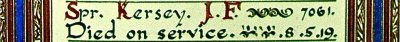 Spr. Kersey. J. F 7061.
Died on service. 8.5.19.